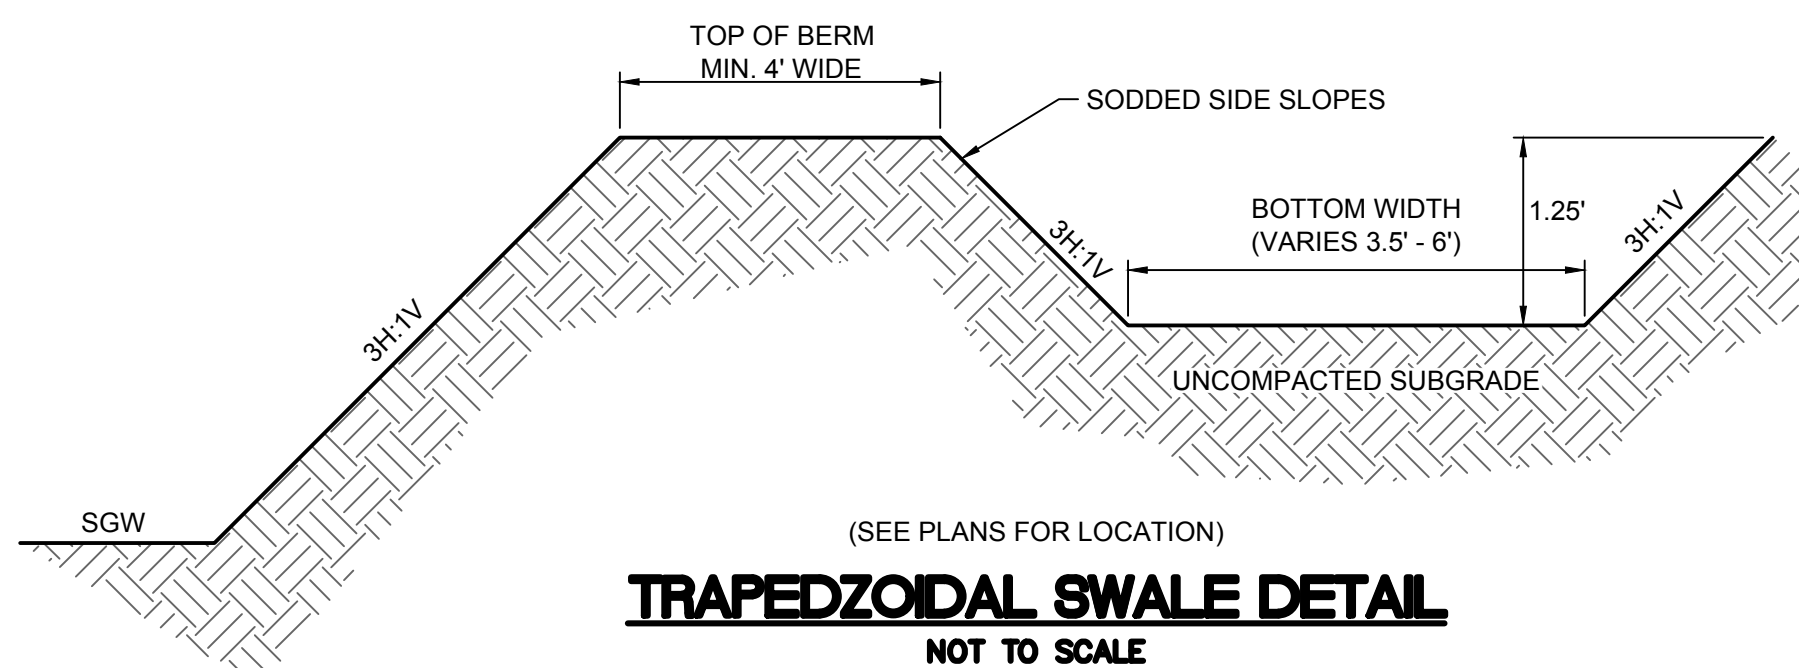 TOP OF BERM
MIN. 4' WIDE
SODDED SIDE SLOPES
BOTTOM WIDTH
(VARIES 3.5' - 6')
1.25'
3H:1V
3H:1V
3H:1V
UNCOMPACTED SUBGRADE
SGW
(SEE PLANS FOR LOCATION)
TRAPEDZOIDAL SWALE DETAIL
NOT TO SCALE